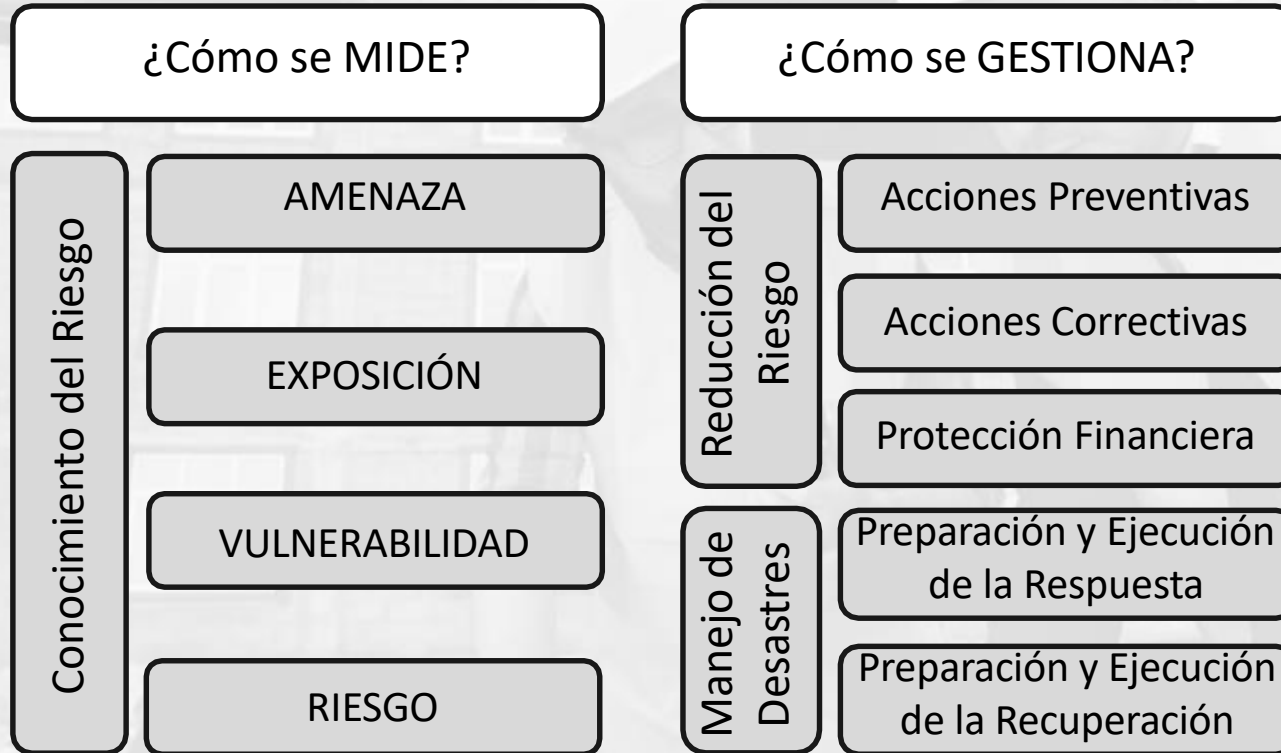 ¿Cómo se MIDE?
Conocimiento del Riesgo
AMENAZA
EXPOSICIÓN
VULNERABILIDAD
RIESGO
¿Cómo se GESTIONA?
Reducción del
Riesgo
Acciones Preventivas
Acciones Correctivas
Protección Financiera
Manejo de
Desastres
Preparación y Ejecución
de la Respuesta
Preparación y Ejecución
de la Recuperación